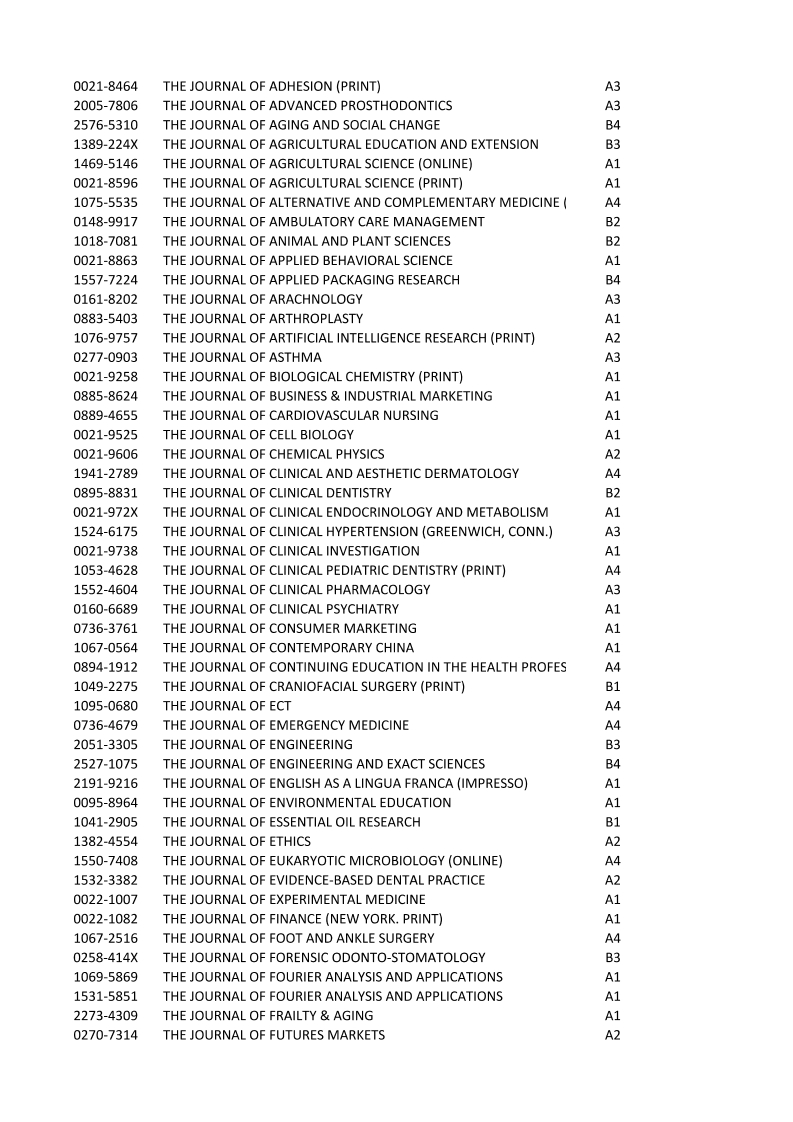 0021-8464 THE JOURNAL OF ADHESION (PRINT) A3
2005-7806 THE JOURNAL OF ADVANCED PROSTHODONTICS A3
2576-5310 THE JOURNAL OF AGING AND SOCIAL CHANGE B4
1389-224X THE JOURNAL OF AGRICULTURAL EDUCATION AND EXTENSION B3
1469-5146 THE JOURNAL OF AGRICULTURAL SCIENCE (ONLINE) A1
0021-8596 THE JOURNAL OF AGRICULTURAL SCIENCE (PRINT) A1
1075-5535 THE JOURNAL OF ALTERNATIVE AND COMPLEMENTARY MEDICINE ( A4
0148-9917 THE JOURNAL OF AMBULATORY CARE MANAGEMENT B2
1018-7081 THE JOURNAL OF ANIMAL AND PLANT SCIENCES B2
0021-8863 THE JOURNAL OF APPLIED BEHAVIORAL SCIENCE A1
1557-7224 THE JOURNAL OF APPLIED PACKAGING RESEARCH B4
0161-8202 THE JOURNAL OF ARACHNOLOGY A3
0883-5403 THE JOURNAL OF ARTHROPLASTY A1
1076-9757 THE JOURNAL OF ARTIFICIAL INTELLIGENCE RESEARCH (PRINT) A2
0277-0903 THE JOURNAL OF ASTHMA A3
0021-9258 THE JOURNAL OF BIOLOGICAL CHEMISTRY (PRINT) A1
0885-8624 THE JOURNAL OF BUSINESS & INDUSTRIAL MARKETING A1
0889-4655 THE JOURNAL OF CARDIOVASCULAR NURSING A1
0021-9525 THE JOURNAL OF CELL BIOLOGY A1
0021-9606 THE JOURNAL OF CHEMICAL PHYSICS A2
1941-2789 THE JOURNAL OF CLINICAL AND AESTHETIC DERMATOLOGY A4
0895-8831 THE JOURNAL OF CLINICAL DENTISTRY B2
0021-972X THE JOURNAL OF CLINICAL ENDOCRINOLOGY AND METABOLISM A1
1524-6175 THE JOURNAL OF CLINICAL HYPERTENSION (GREENWICH, CONN.) A3
0021-9738 THE JOURNAL OF CLINICAL INVESTIGATION A1
1053-4628 THE JOURNAL OF CLINICAL PEDIATRIC DENTISTRY (PRINT) A4
1552-4604 THE JOURNAL OF CLINICAL PHARMACOLOGY A3
0160-6689 THE JOURNAL OF CLINICAL PSYCHIATRY A1
0736-3761 THE JOURNAL OF CONSUMER MARKETING A1
1067-0564 THE JOURNAL OF CONTEMPORARY CHINA A1
0894-1912 THE JOURNAL OF CONTINUING EDUCATION IN THE HEALTH PROFES A4
1049-2275 THE JOURNAL OF CRANIOFACIAL SURGERY (PRINT) B1
1095-0680 THE JOURNAL OF ECT A4
0736-4679 THE JOURNAL OF EMERGENCY MEDICINE A4
2051-3305 THE JOURNAL OF ENGINEERING B3
2527-1075 THE JOURNAL OF ENGINEERING AND EXACT SCIENCES B4
2191-9216 THE JOURNAL OF ENGLISH AS A LINGUA FRANCA (IMPRESSO) A1
0095-8964 THE JOURNAL OF ENVIRONMENTAL EDUCATION A1
1041-2905 THE JOURNAL OF ESSENTIAL OIL RESEARCH B1
1382-4554 THE JOURNAL OF ETHICS A2
1550-7408 THE JOURNAL OF EUKARYOTIC MICROBIOLOGY (ONLINE) A4
1532-3382 THE JOURNAL OF EVIDENCE-BASED DENTAL PRACTICE A2
0022-1007 THE JOURNAL OF EXPERIMENTAL MEDICINE A1
0022-1082 THE JOURNAL OF FINANCE (NEW YORK. PRINT) A1
1067-2516 THE JOURNAL OF FOOT AND ANKLE SURGERY A4
0258-414X THE JOURNAL OF FORENSIC ODONTO-STOMATOLOGY B3
1069-5869 THE JOURNAL OF FOURIER ANALYSIS AND APPLICATIONS A1
1531-5851 THE JOURNAL OF FOURIER ANALYSIS AND APPLICATIONS A1
2273-4309 THE JOURNAL OF FRAILTY & AGING A1
0270-7314 THE JOURNAL OF FUTURES MARKETS A2